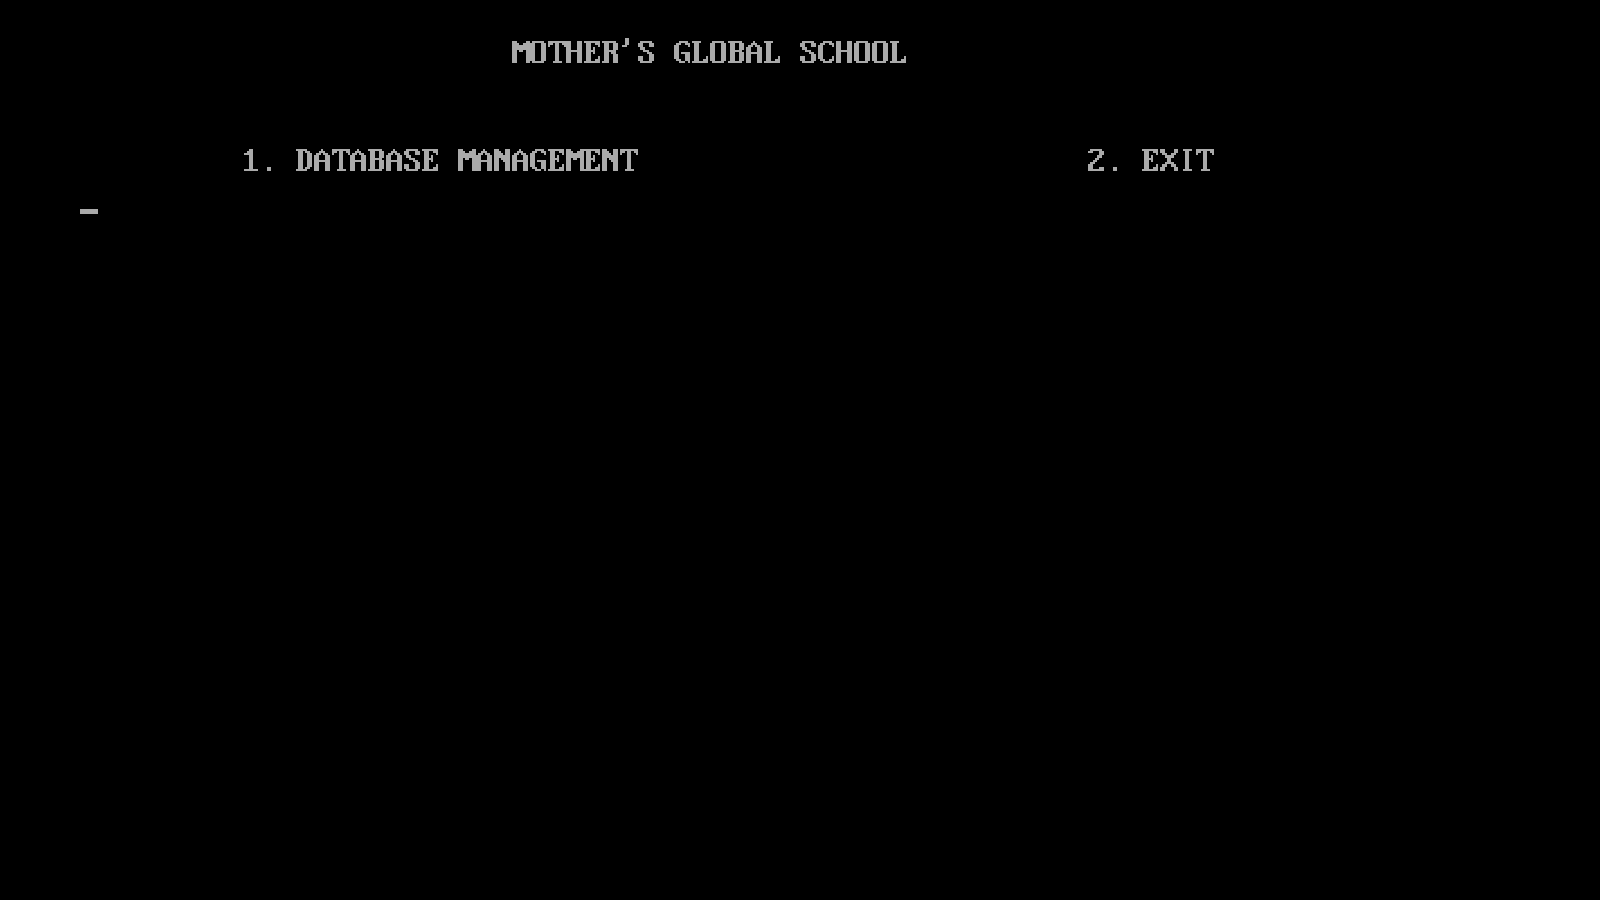 MOTHER'S GLOBAL SCHOOL
1. DATABASE MANAGEMENT 2. EXIT